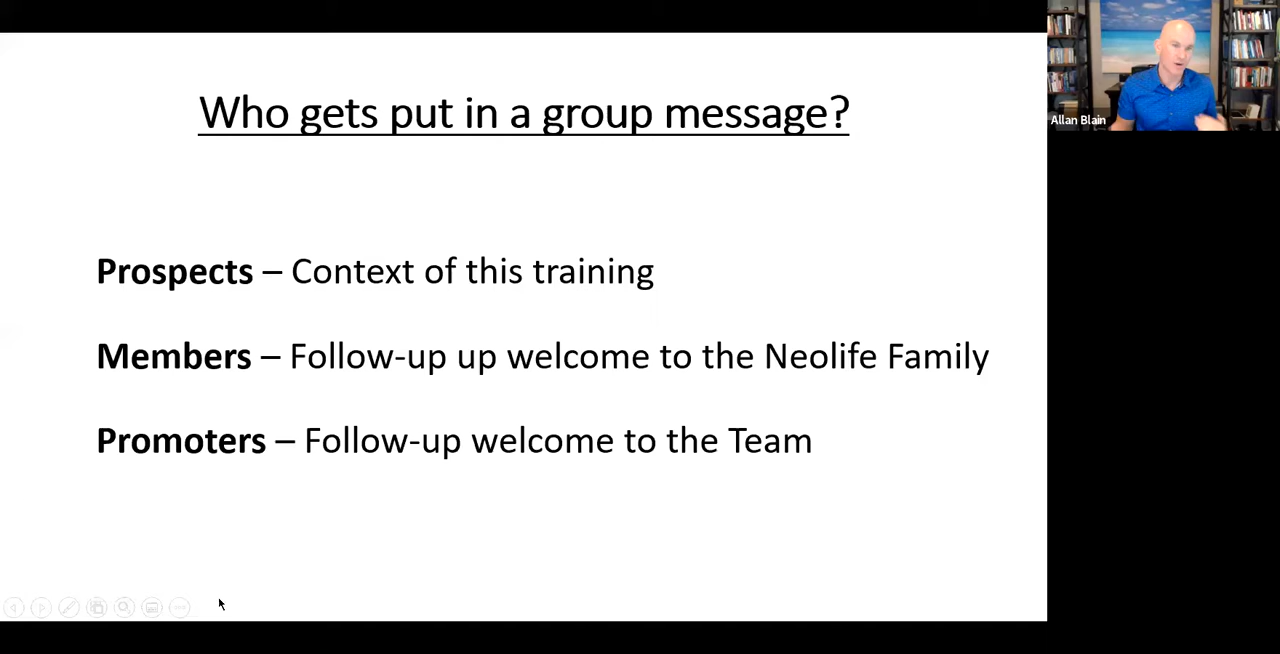 Who gets put in a group message?
Prospects – Context of this training
Members – Follow-up up welcome to the Neolife Family
Promoters – Follow-up welcome to the Team
Allan Blain